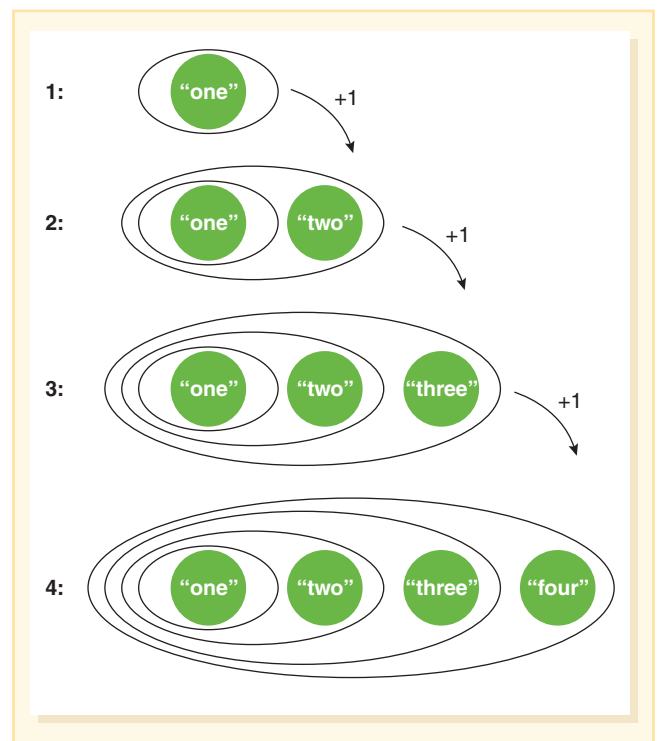 1: “one” +1
2: “one” “two” +1
3: “one” “two” “three” +1
4: “one” “two” “three” “four”